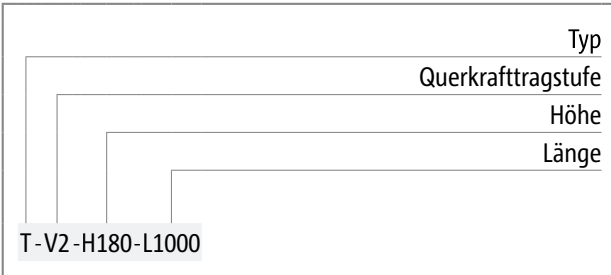 Typ
Querkrafttragstufe
Höhe
Länge
T-V2-H180-L1000